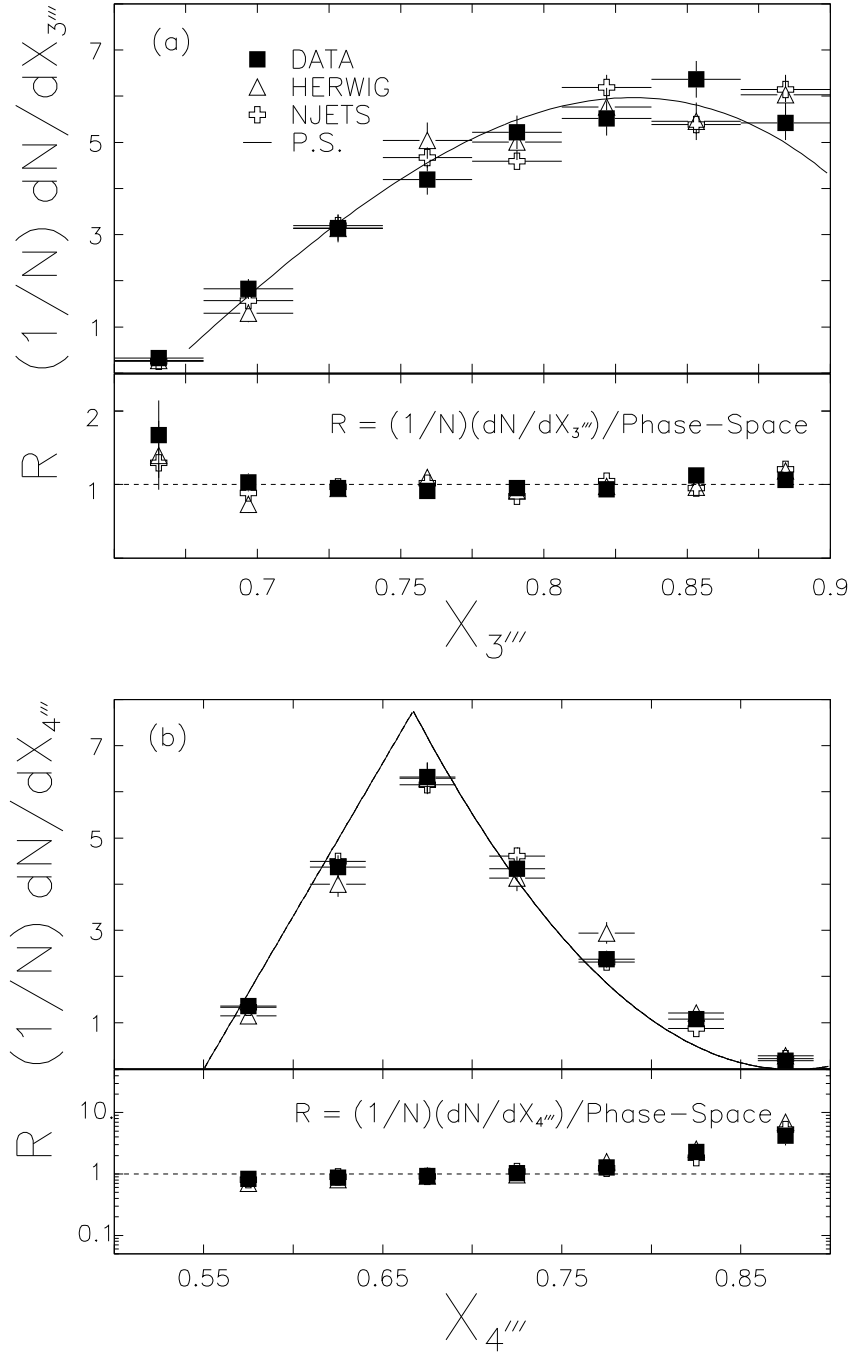 (a)
DATA
HERWIG
NJETS
P.S.
(1/N) dN/dX3‴
7
5
3
1
R = (1/N)(dN/dX3‴)/Phase−Space
R
2
1
0.7 0.75 0.8 0.85 0.9
X3‴
(b)
(1/N) dN/dX4‴
7
5
3
1
R = (1/N)(dN/dX4‴)/Phase−Space
R
10.
1
0.1
0.55 0.65 0.75 0.85
X4‴